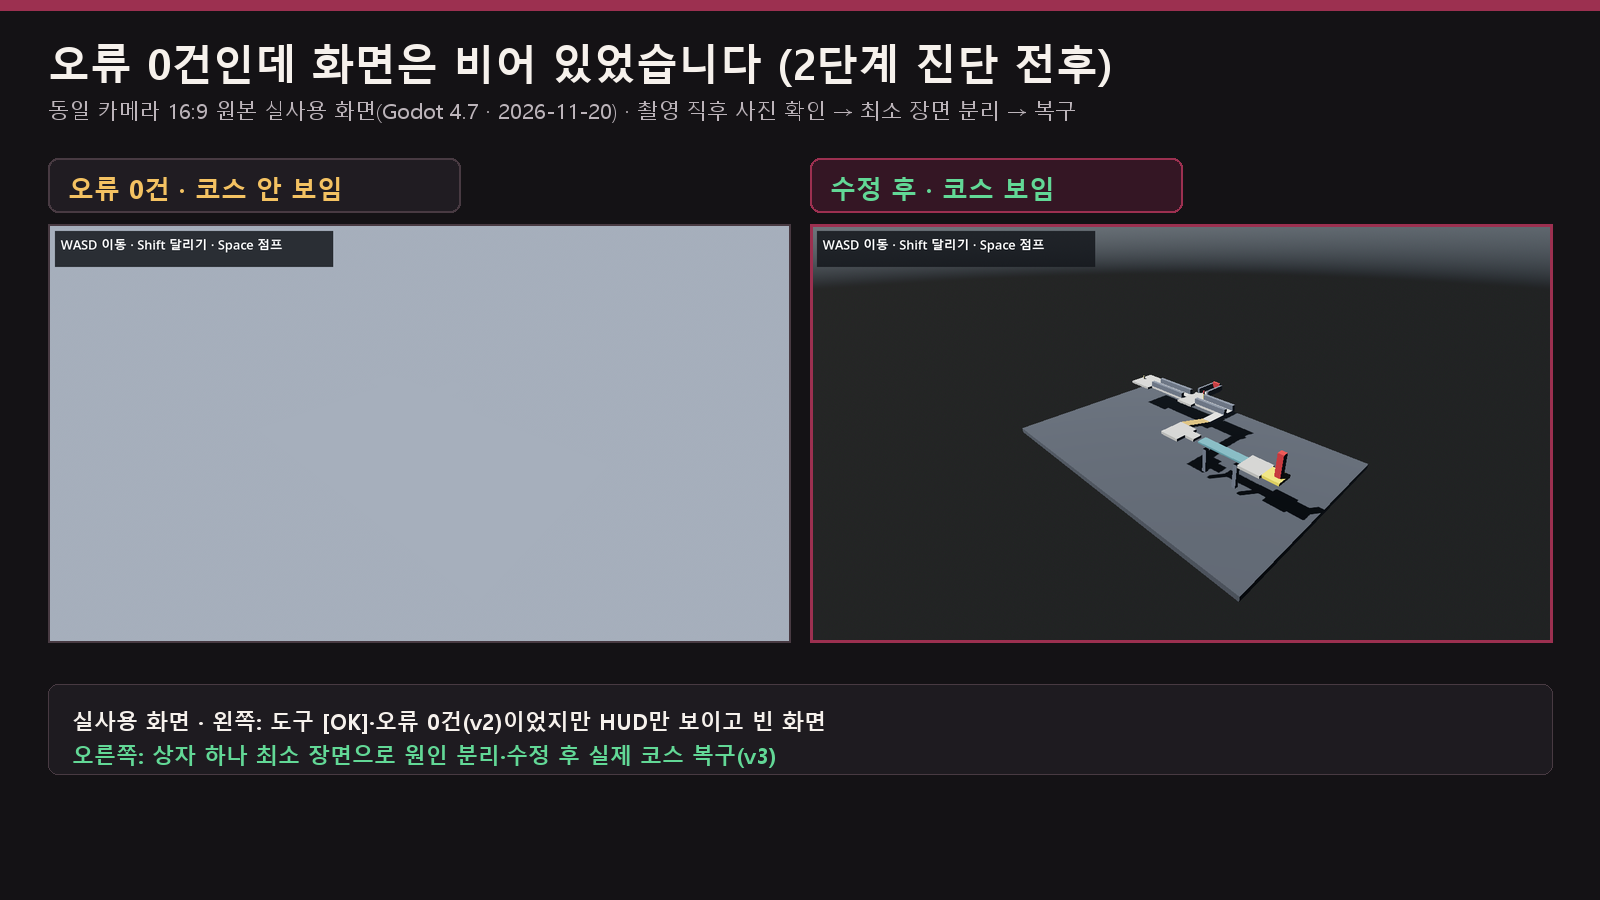 오류 0건인데 화면은 비어 있었습니다 (2단계 진단 전후)
동일 카메라 16:9 원본 실사용 화면(Godot 4.7 · 2026-11-20) · 촬영 직후 사진 확인 → 최소 장면 분리 → 복구
오류 0건 · 코스 안 보임
수정 후 · 코스 보임
WASD 이동 · Shift 달리기 · Space 점프
WASD 이동 · Shift 달리기 · Space 점프
실사용 화면 · 왼쪽: 도구 [OK]·오류 0건(v2)이었지만 HUD만 보이고 빈 화면
오른쪽: 상자 하나 최소 장면으로 원인 분리·수정 후 실제 코스 복구(v3)